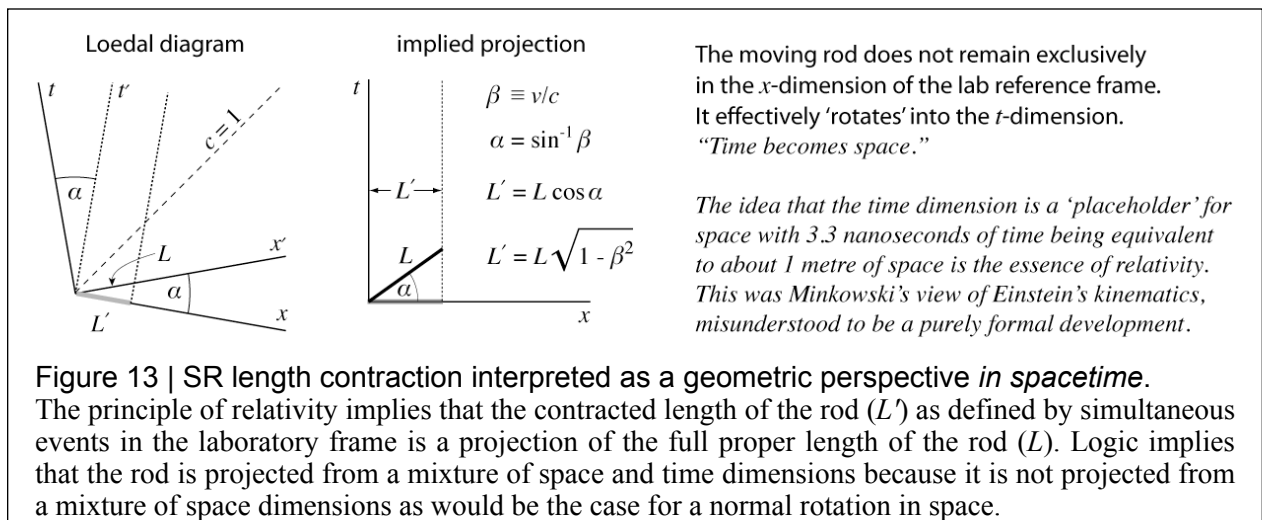 Loedal diagram
t
t′
c = 1
α
x′
L
α
L′
x
implied projection
t
β ≡ v/c
α = sin⁻¹ β
L′
L′ = L cos α
L
L′ = L√1 - β²
α
x
The moving rod does not remain exclusively
in the x-dimension of the lab reference frame.
It effectively ‘rotates’ into the t-dimension.
“Time becomes space.”
The idea that the time dimension is a ‘placeholder’ for
space with 3.3 nanoseconds of time being equivalent
to about 1 metre of space is the essence of relativity.
This was Minkowski’s view of Einstein’s kinematics,
misunderstood to be a purely formal development.
Figure 13 | SR length contraction interpreted as a geometric perspective in spacetime.
The principle of relativity implies that the contracted length of the rod (L′) as defined by simultaneous
events in the laboratory frame is a projection of the full proper length of the rod (L). Logic implies
that the rod is projected from a mixture of space and time dimensions because it is not projected from
a mixture of space dimensions as would be the case for a normal rotation in space.